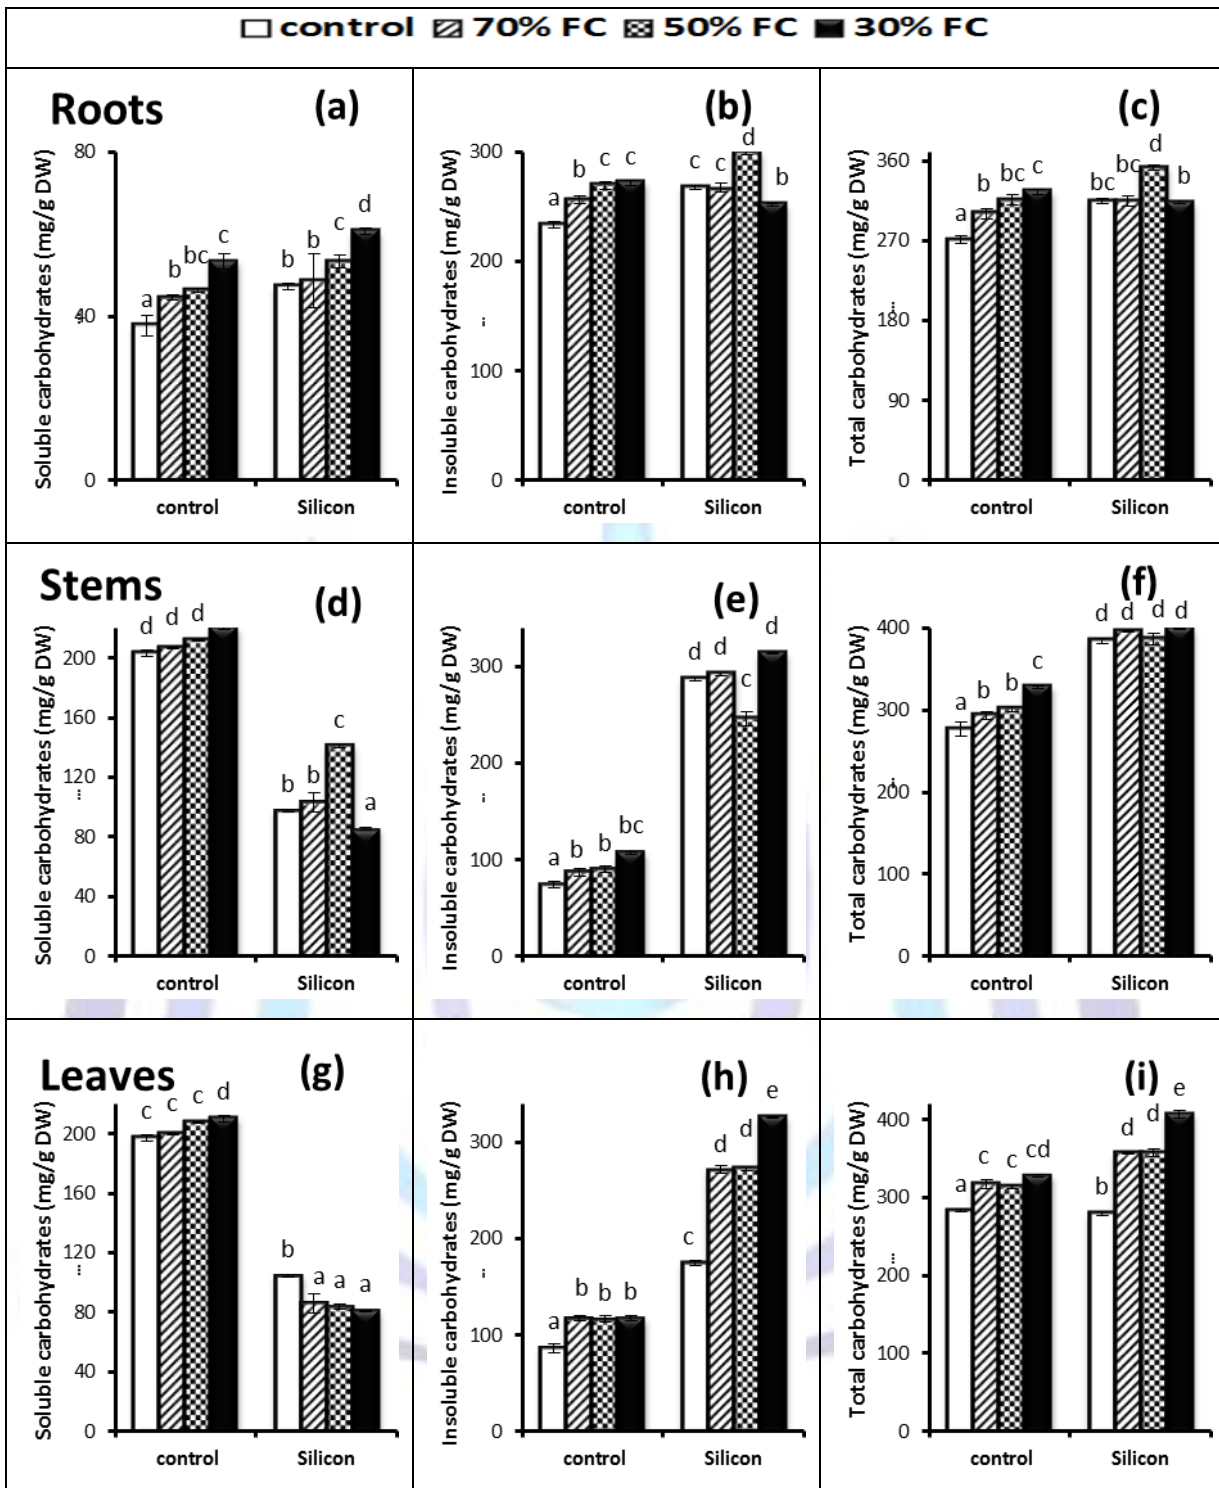 control 70% FC 50% FC 30% FC
Roots
(a)
Soluble carbohydrates (mg/g DW)
80
40
0
a b bc c b b c d
control Silicon
(b)
Insoluble carbohydrates (mg/g DW)
300
200
100
0
a b c c c c d b
control Silicon
(c)
Total carbohydrates (mg/g DW)
360
270
180
90
0
a b bc c bc bc d b
control Silicon
Stems
(d)
Soluble carbohydrates (mg/g DW)
200
160
120
80
40
0
d d d b b c a
control Silicon
(e)
Insoluble carbohydrates (mg/g DW)
300
200
100
0
a b b bc d d c d
control Silicon
(f)
Total carbohydrates (mg/g DW)
400
300
200
100
0
a b b c d d d d
control Silicon
Leaves
(g)
Soluble carbohydrates (mg/g DW)
200
160
120
80
40
0
c c c d b a a a
control Silicon
(h)
Insoluble carbohydrates (mg/g DW)
300
200
100
0
a b b b c d d e
control Silicon
(i)
Total carbohydrates (mg/g DW)
400
300
200
100
0
a c c cd b d d e
control Silicon